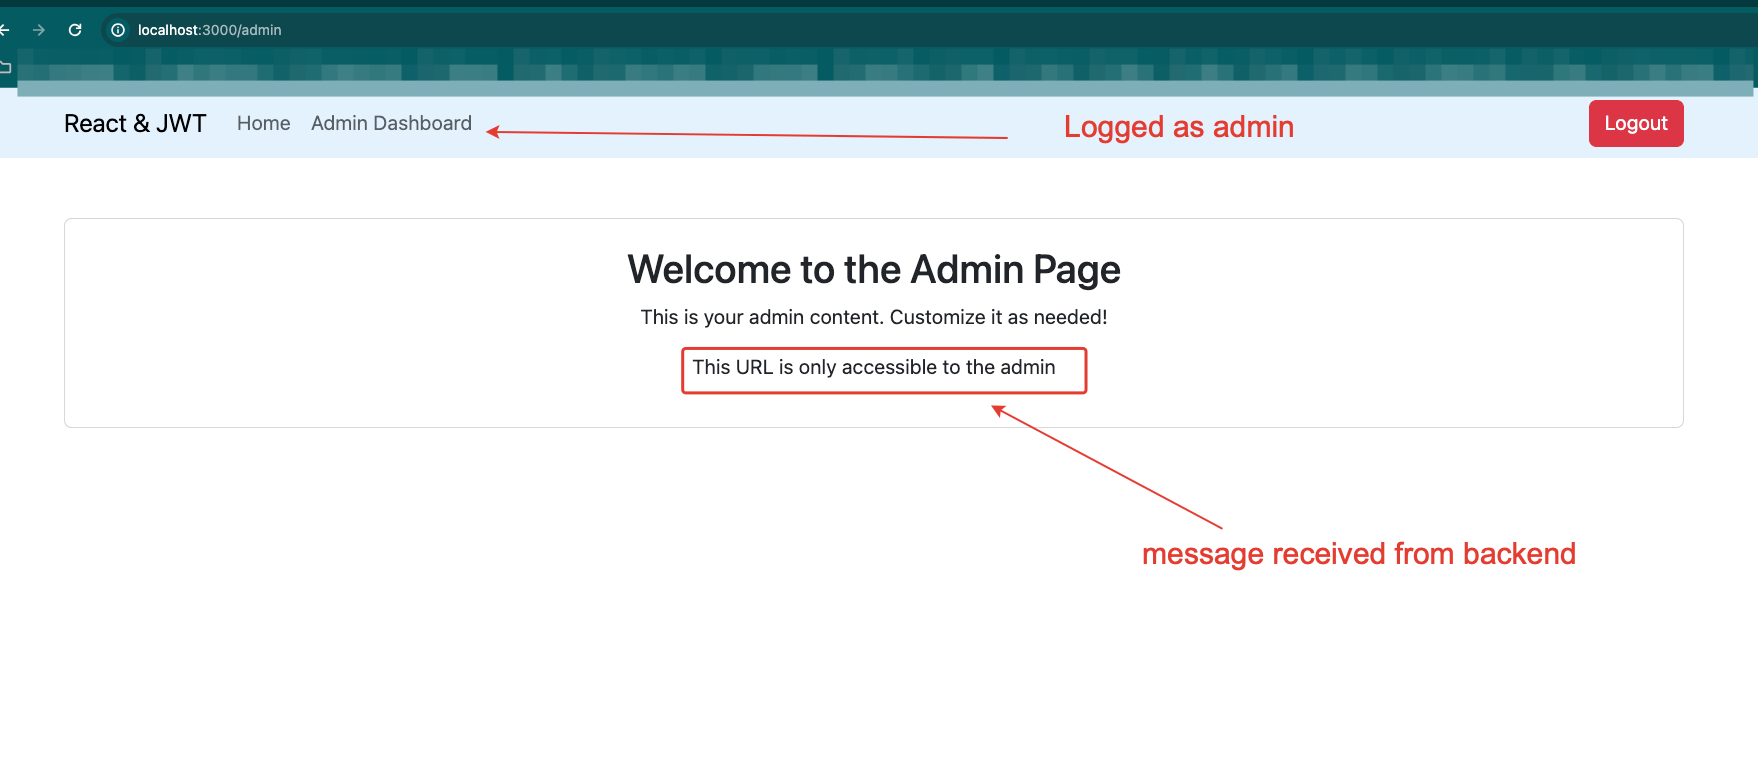 localhost:3000/admin
React & JWT Home Admin Dashboard Logged as admin Logout
Welcome to the Admin Page
This is your admin content. Customize it as needed!
This URL is only accessible to the admin
message received from backend